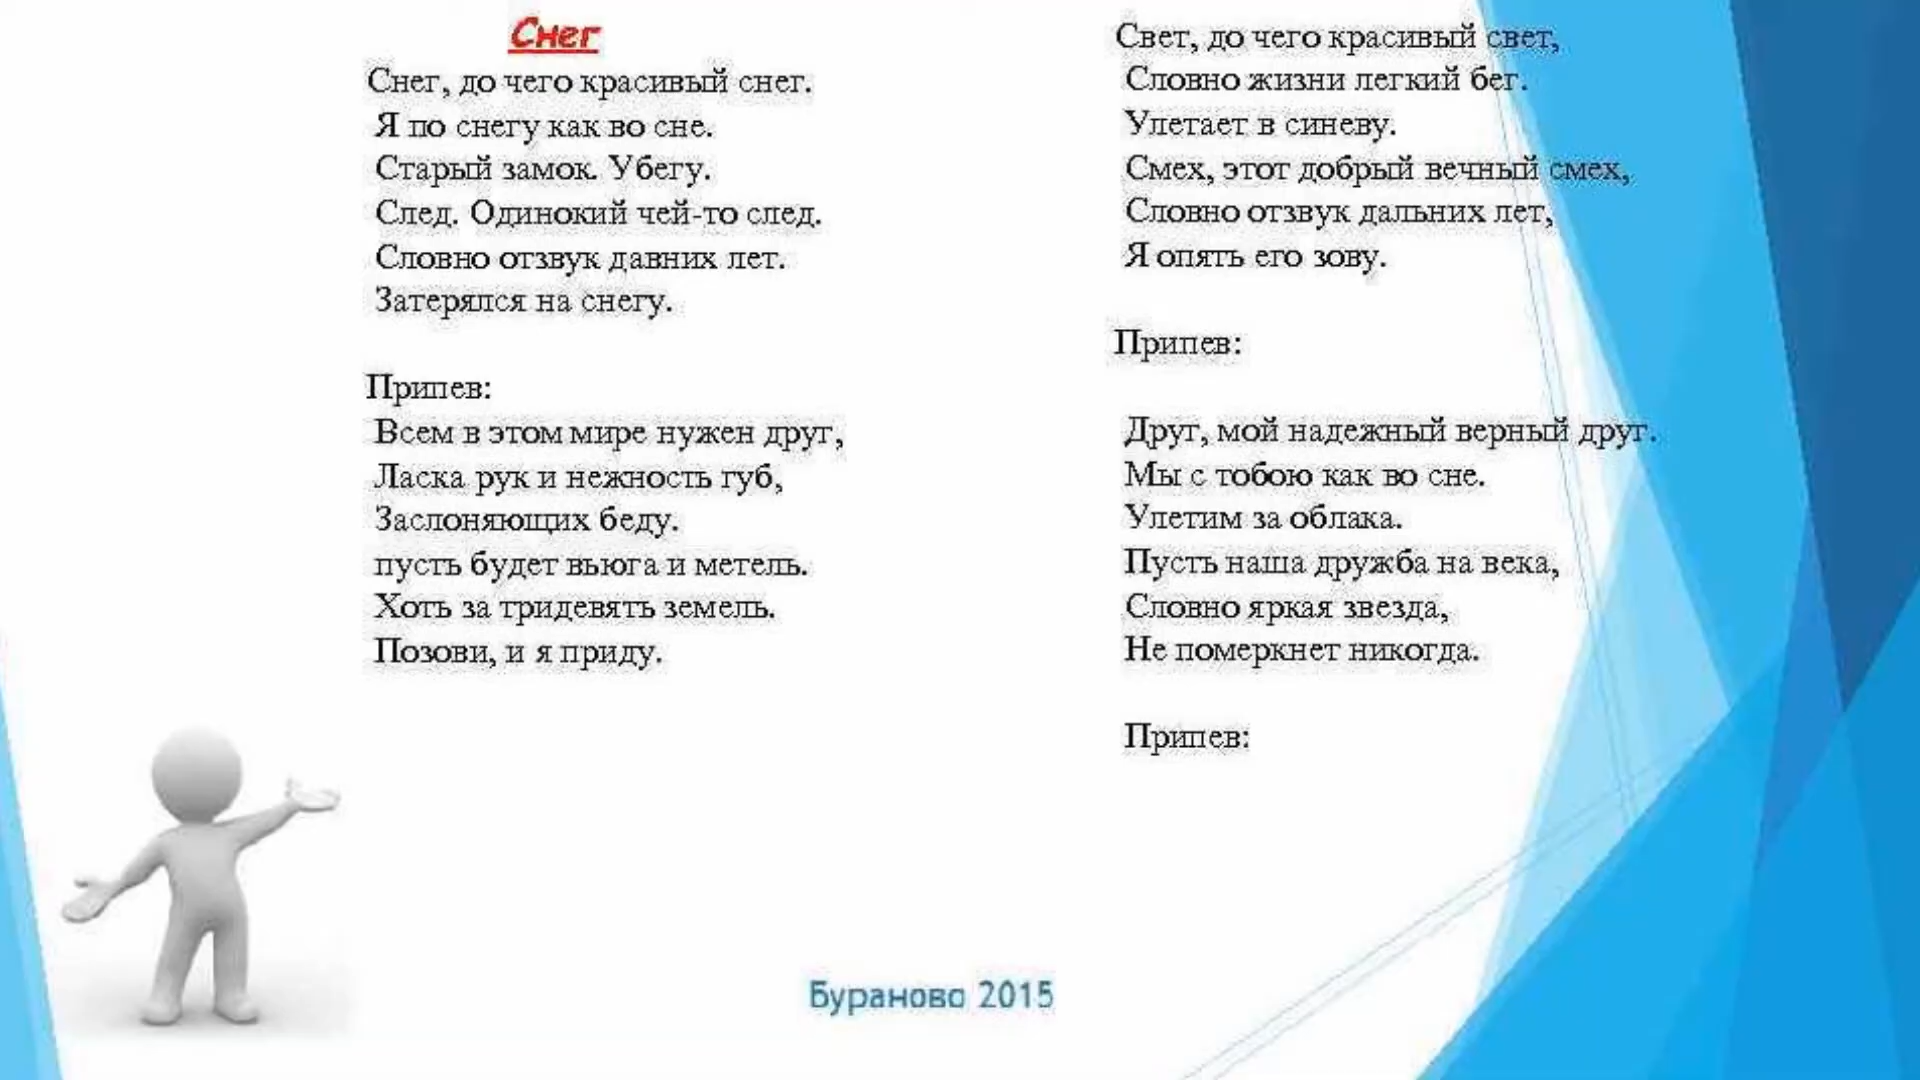 Снег
Снег, до чего красивый снег.
Я по снегу как во сне.
Старый замок. Убегу.
След. Одинокий чей-то след.
Словно отзвук давних лет.
Затерялся на снегу.
Припев:
Всем в этом мире нужен друг,
Ласка рук и нежность губ,
Заслоняющих беду.
пусть будет вьюга и метель.
Хоть за тридевять земель.
Позови, и я приду.
Свет, до чего красивый свет,
Словно жизни легкий бег.
Улетает в синеву.
Смех, этот добрый вечный смех,
Словно отзвук дальних лет,
Я опять его зову.
Припев:
Друг, мой надежный верный друг.
Мы с тобою как во сне.
Улетим за облака.
Пусть наша дружба на века,
Словно яркая звезда,
Не померкнет никогда.
Припев:
Бураново 2015